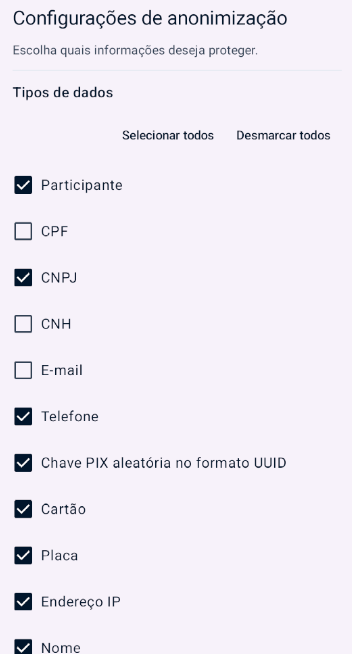 Configurações de anonimização
Escolha quais informações deseja proteger.
Tipos de dados
Selecionar todos Desmarcar todos
Participante
CPF
CNPJ
CNH
E-mail
Telefone
Chave PIX aleatória no formato UUID
Cartão
Placa
Endereço IP
Nome